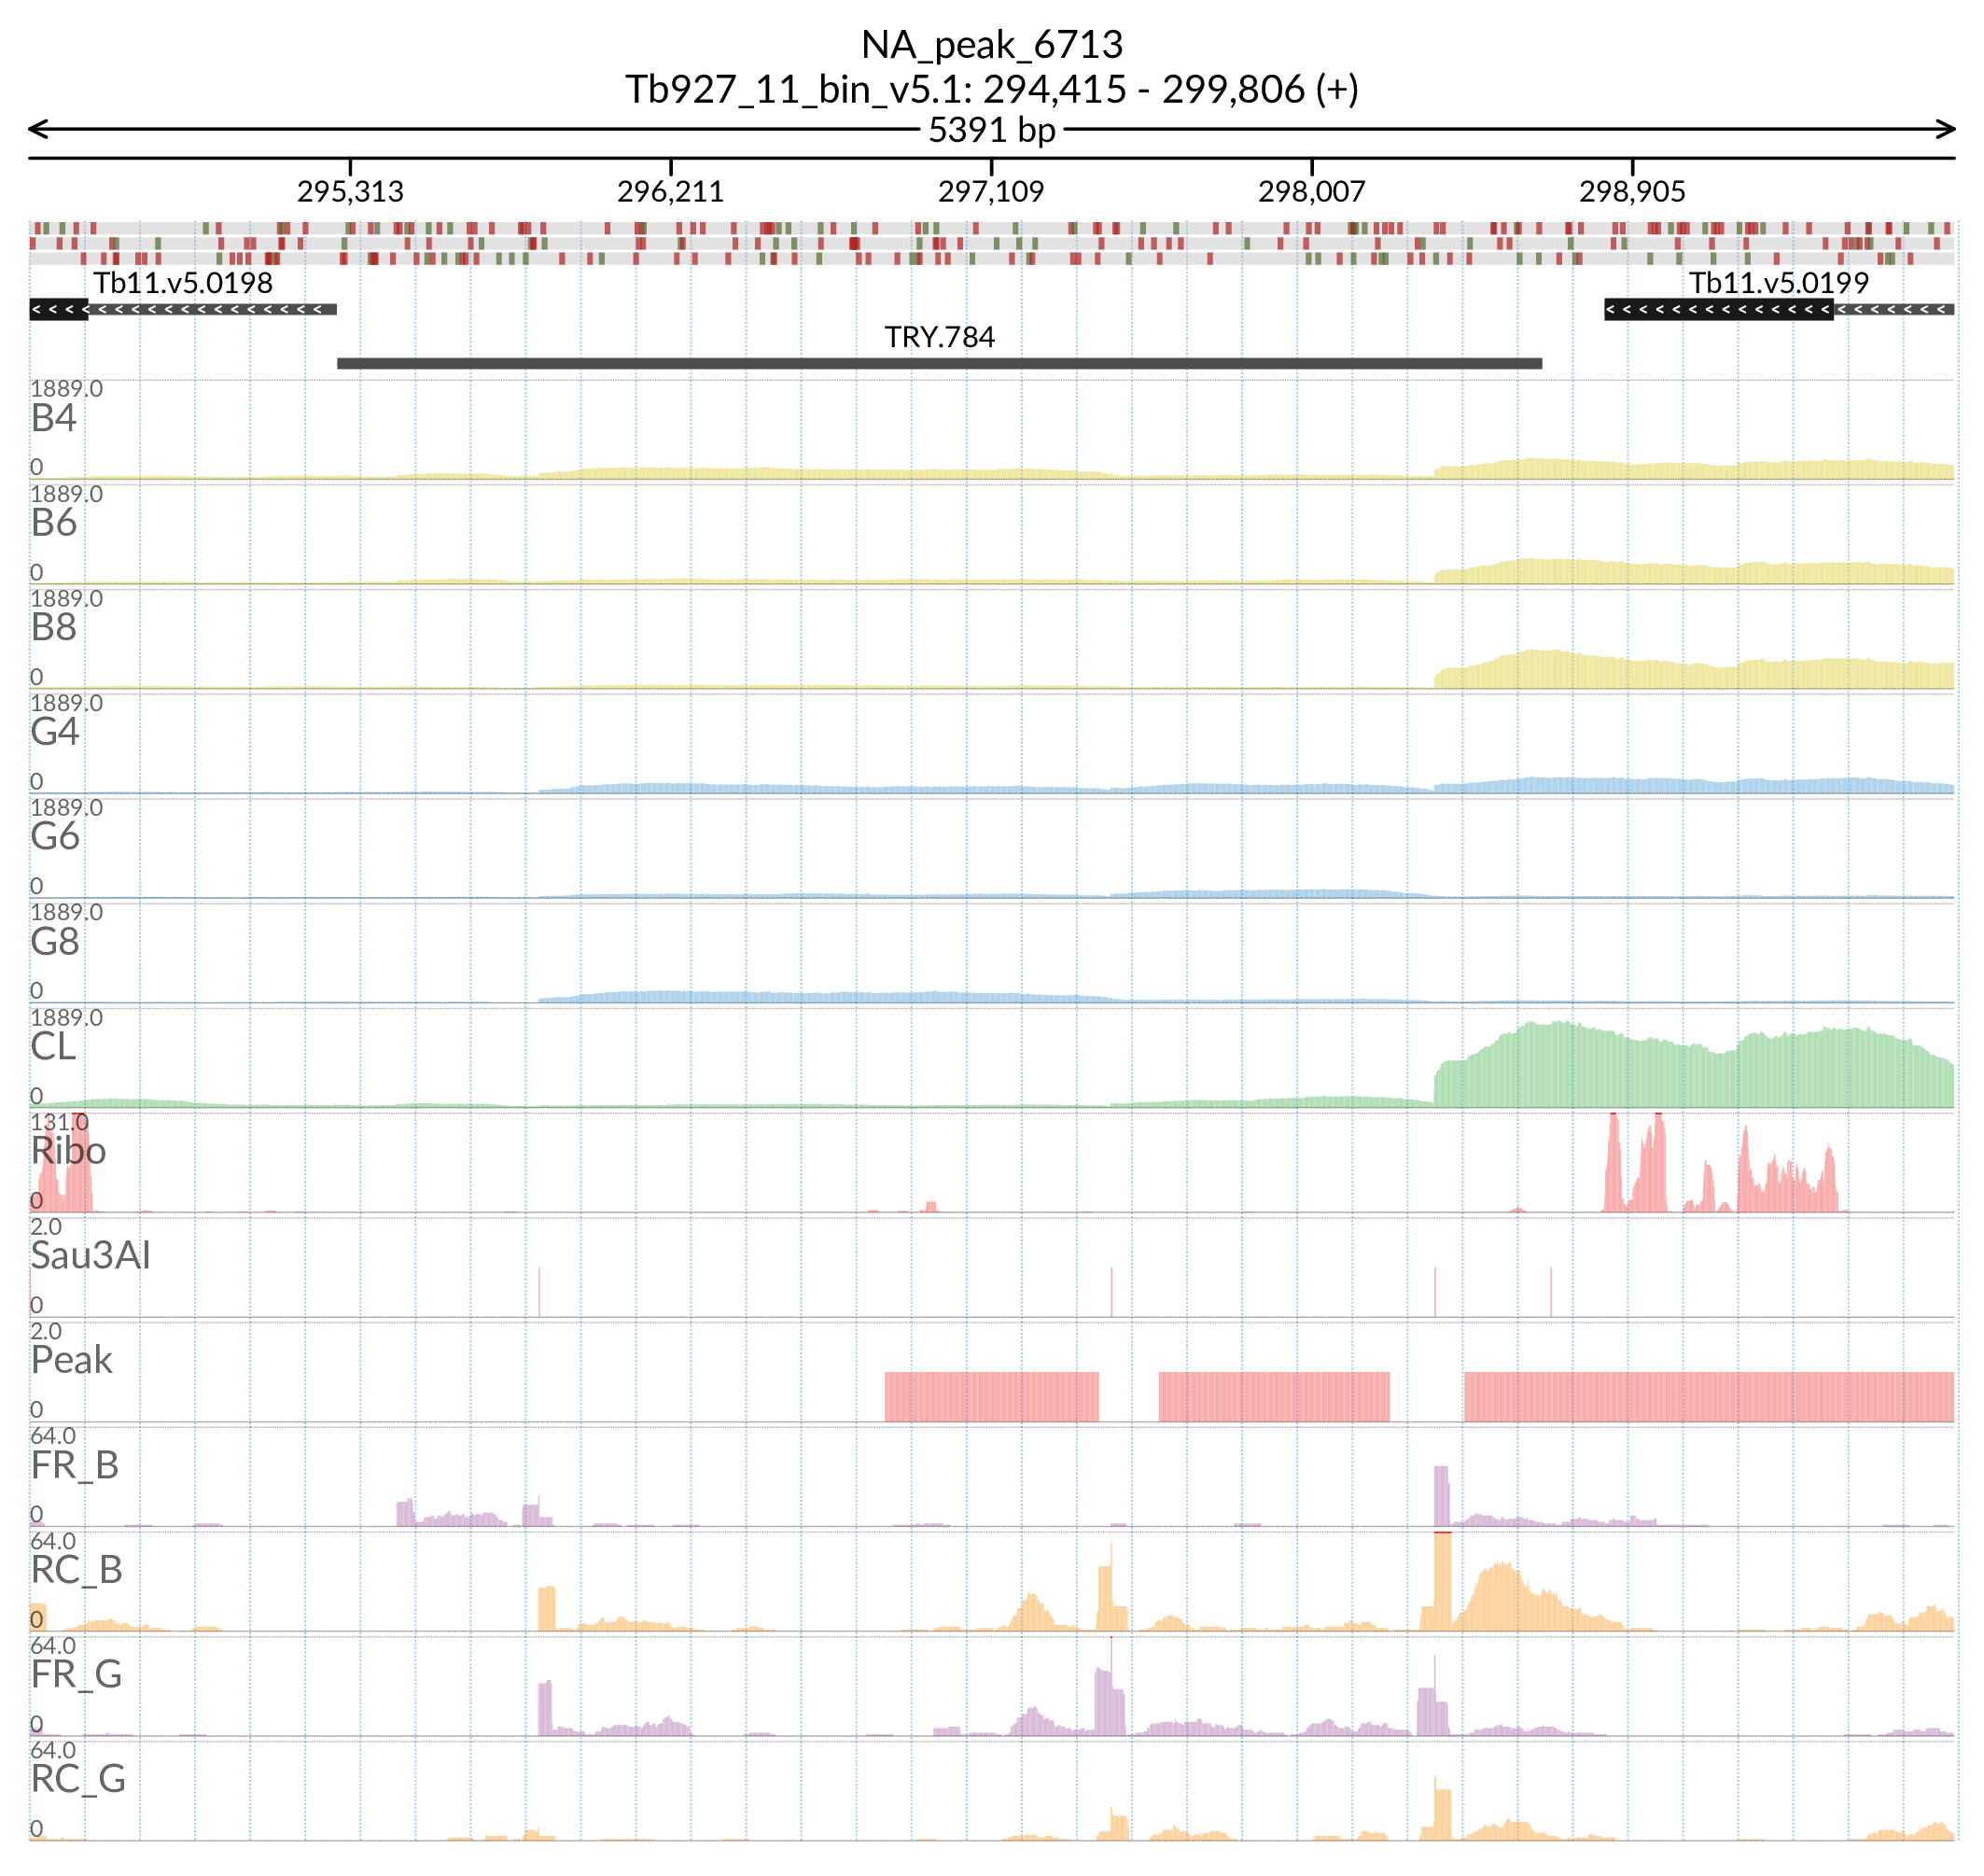 NA_peak_6713
Tb927_11_bin_v5.1: 294,415 - 299,806 (+)
5391 bp
295,313 296,211 297,109 298,007 298,905
Tb11.v5.0198 Tb11.v5.0199
TRY.784
1889.0
B4
0
1889.0
B6
0
1889.0
B8
0
1889.0
G4
0
1889.0
G6
0
1889.0
G8
0
1889.0
CL
0
131.0
Ribo
0
2.0
Sau3AI
0
2.0
Peak
0
64.0
FR_B
0
64.0
RC_B
0
64.0
FR_G
0
64.0
RC_G
0